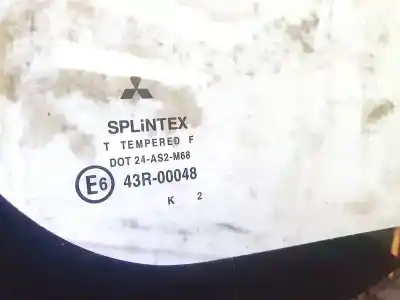 SPLiNTEX
T TEMPERED F
DOT 24-AS2-M68
E6 43R-00048
K 2